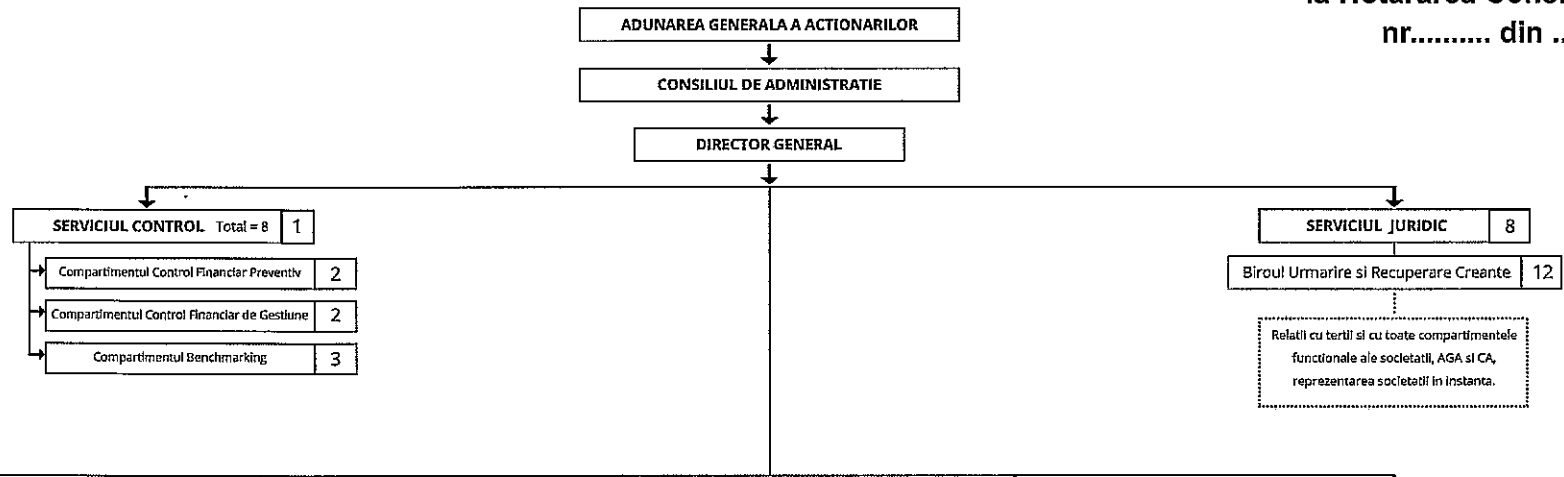 nr.......... din ..
ADUNAREA GENERALA A ACTIONARILOR
CONSILIUL DE ADMINISTRATIE
DIRECTOR GENERAL
SERVICIUL CONTROL Total = 8 1
Compartimentul Control Financiar Preventiv 2
Compartimentul Control Financiar de Gestiune 2
Compartimentul Benchmarking 3
SERVICIUL JURIDIC 8
Biroul Urmarire si Recuperare Creante 12
Relatii cu tertii si cu toate compartimentele
functionale ale societatii, AGA si CA,
reprezentarea societatii in instanta.